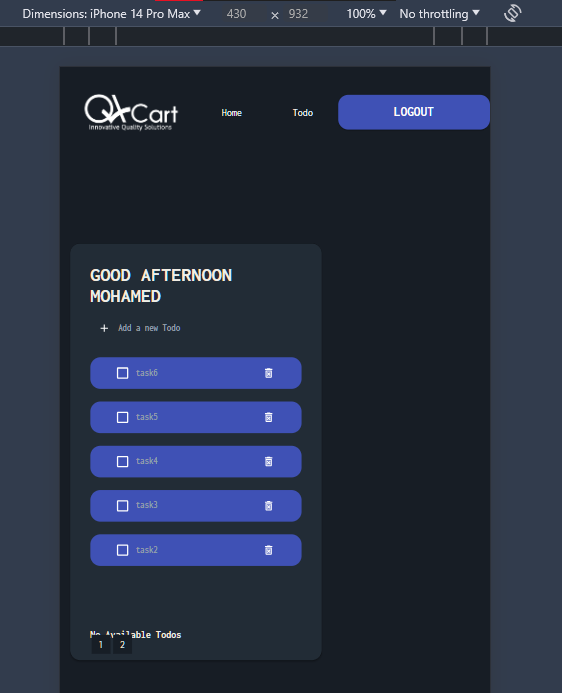 Dimensions: iPhone 14 Pro Max 430 × 932 100% No throttling
QxCart
Innovative Quality Solutions
Home Todo LOGOUT
GOOD AFTERNOON
MOHAMED
+ Add a new Todo
task6
task5
task4
task3
task2
No Available Todos
1 2